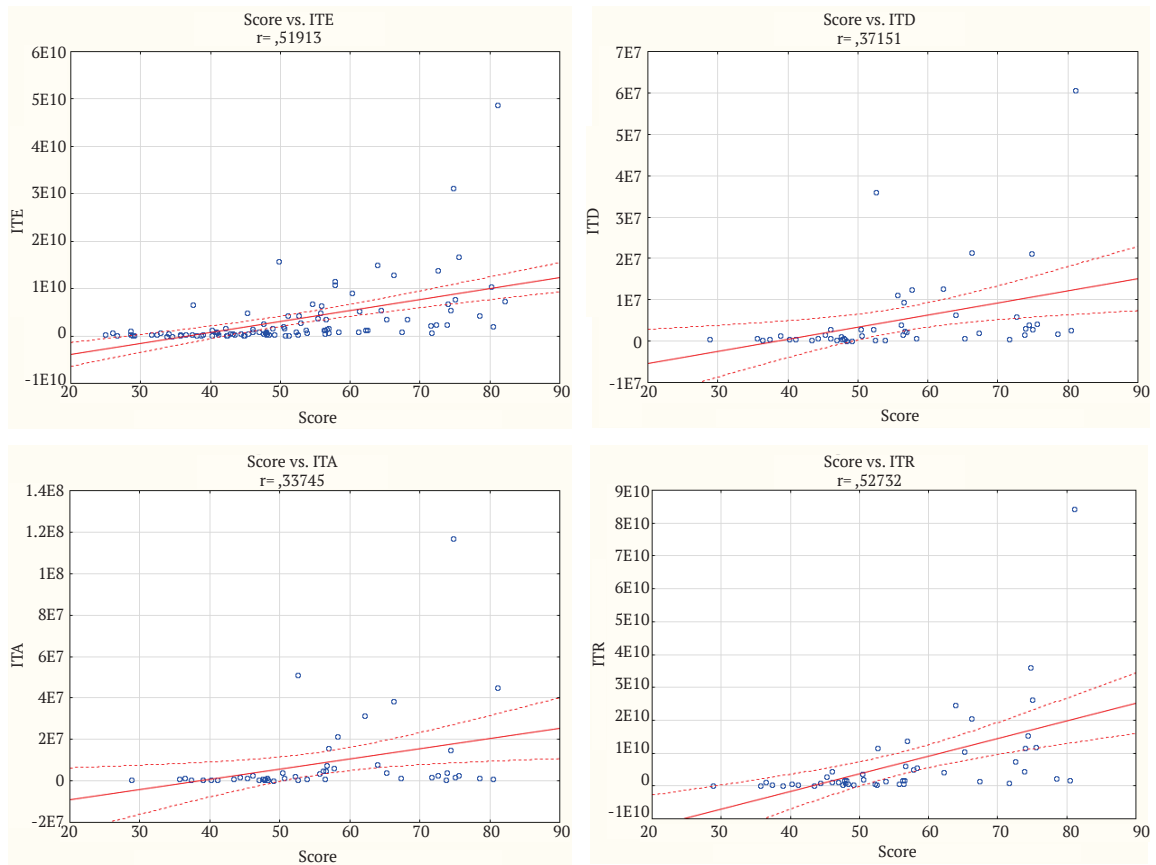 Score vs. ITE
r= ,51913
6E10
5E10
4E10
3E10
2E10
1E10
0
-1E10
ITE
20 30 40 50 60 70 80 90
Score
Score vs. ITD
r= ,37151
7E7
6E7
5E7
4E7
3E7
2E7
1E7
0
-1E7
ITD
20 30 40 50 60 70 80 90
Score
Score vs. ITA
r= ,33745
1.4E8
1.2E8
1E8
8E7
6E7
4E7
2E7
0
-2E7
ITA
20 30 40 50 60 70 80 90
Score
Score vs. ITR
r= ,52732
9E10
8E10
7E10
6E10
5E10
4E10
3E10
2E10
1E10
0
-1E10
ITR
20 30 40 50 60 70 80 90
Score